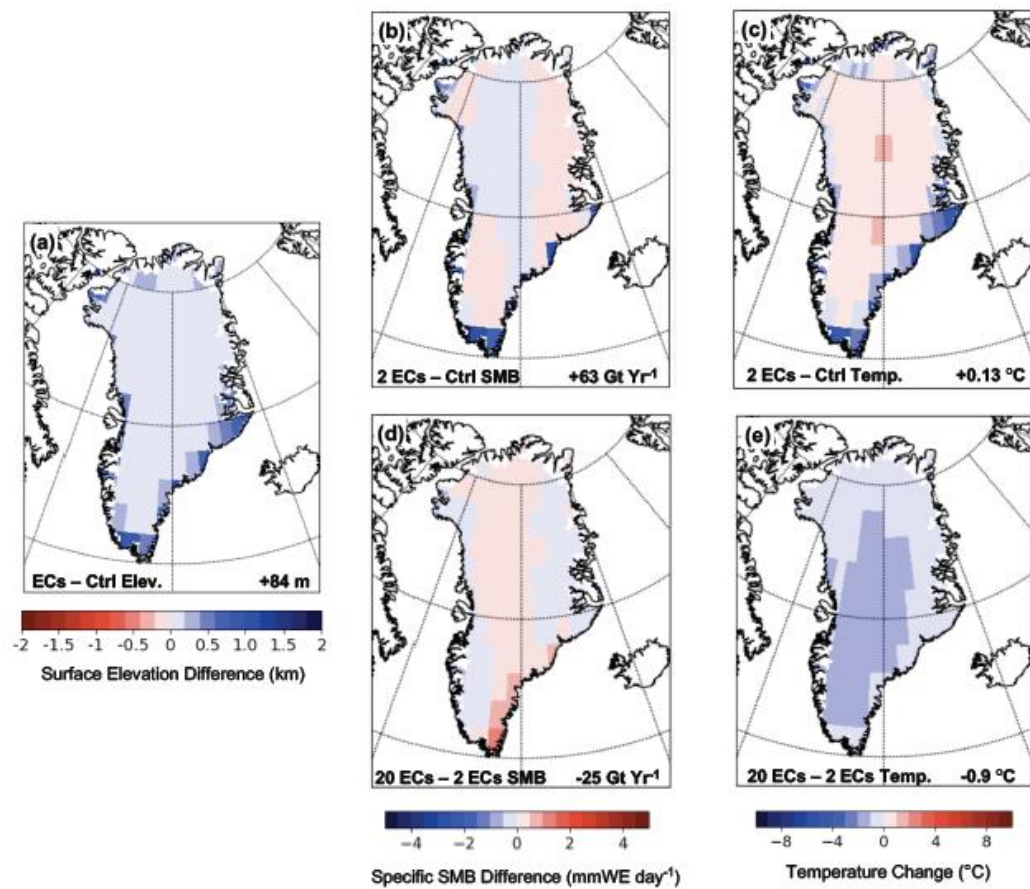 (a)
ECs – Ctrl Elev. +84 m
-2 -1.5 -1 -0.5 0 0.5 1 1.5 2
Surface Elevation Difference (km)
(b)
2 ECs – Ctrl SMB +63 Gt Yr⁻¹
(c)
2 ECs – Ctrl Temp. +0.13 °C
(d)
20 ECs – 2 ECs SMB -25 Gt Yr⁻¹
−4 −2 0 2 4
Specific SMB Difference (mmWE day⁻¹)
(e)
20 ECs – 2 ECs Temp. -0.9 °C
−8 −4 0 4 8
Temperature Change (°C)